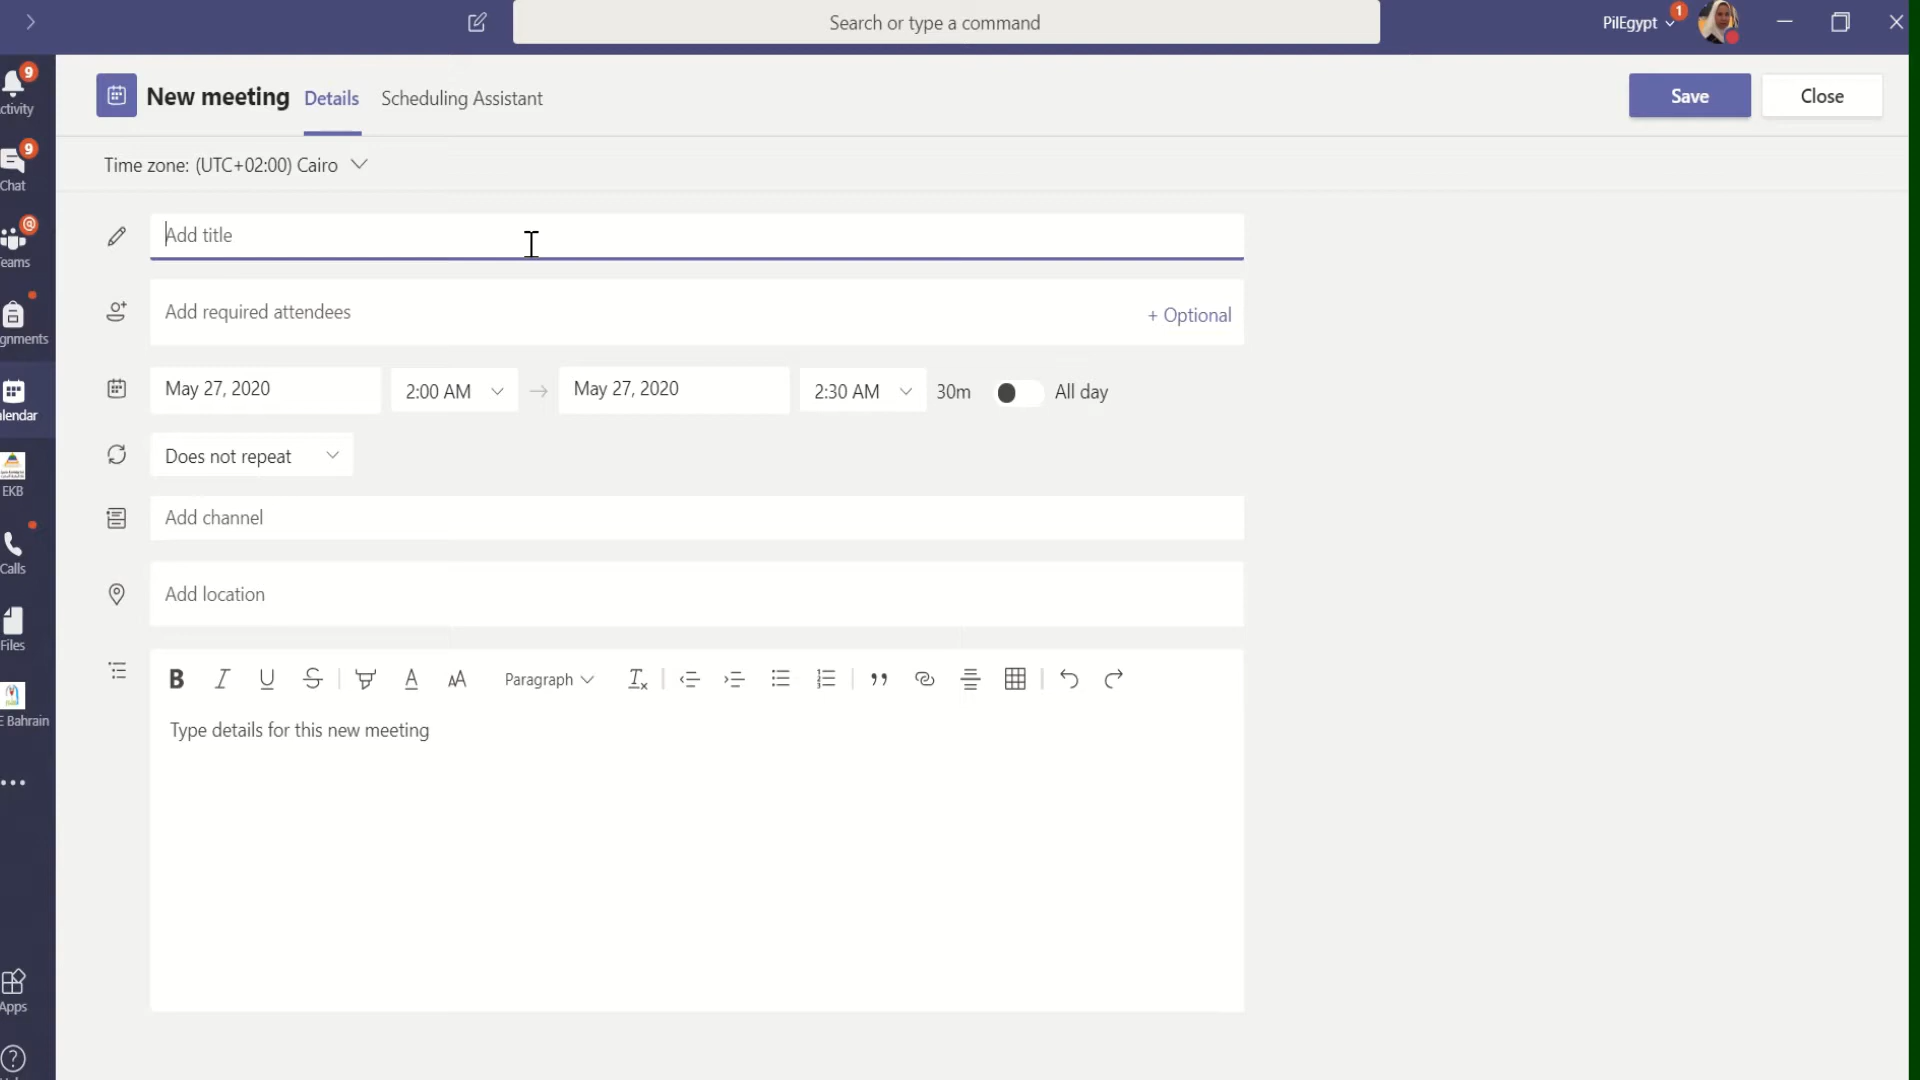 Search or type a command
PilEgypt
1
9
ctivity
New meeting Details Scheduling Assistant
Save Close
9
Chat
Time zone: (UTC+02:00) Cairo
@
eams
Add title
gnments
Add required attendees + Optional
lendar
May 27, 2020 2:00 AM → May 27, 2020 2:30 AM 30m All day
EKB
Does not repeat
Calls
Add channel
Files
Add location
E Bahrain
B I U S A AA Paragraph
Type details for this new meeting
Apps